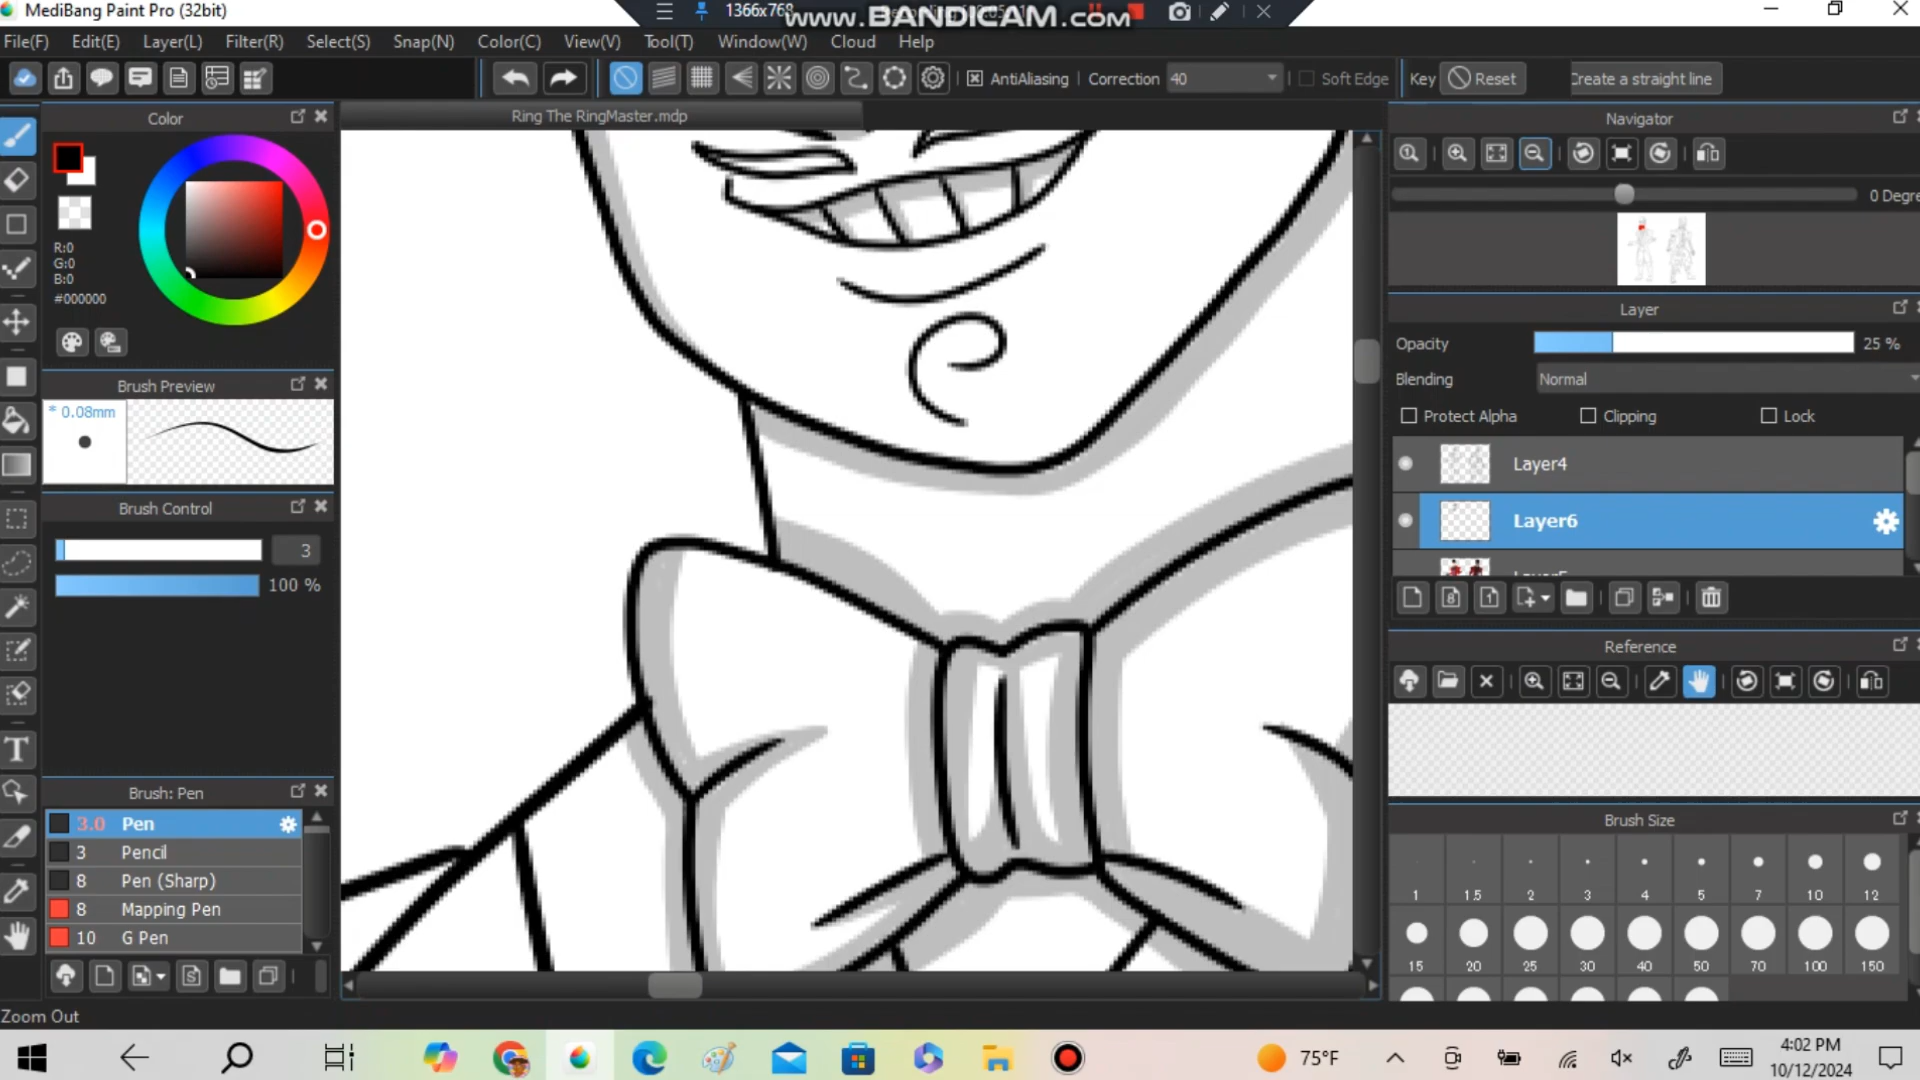 MediBang Paint Pro (32bit)
1366x768
www.BANDICAM.com
File(F) Edit(E) Layer(L) Filter(R) Select(S) Snap(N) Color(C) View(V) Tool(T) Window(W) Cloud Help
AntiAliasing Correction 40 Soft Edge Key Reset Create a straight line
Color
Ring The RingMaster.mdp
Navigator
0 Degre
R:0
G:0
B:0
#000000
Layer
Opacity 25 %
Blending Normal
Protect Alpha Clipping Lock
Layer4
Layer6
Brush Preview
* 0.08mm
Brush Control
3
100 %
Reference
Brush: Pen
3.0 Pen
3 Pencil
8 Pen (Sharp)
8 Mapping Pen
10 G Pen
Brush Size
1 1.5 2 3 4 5 7 10 12
15 20 25 30 40 50 70 100 150
Zoom Out
75°F
4:02 PM
10/12/2024